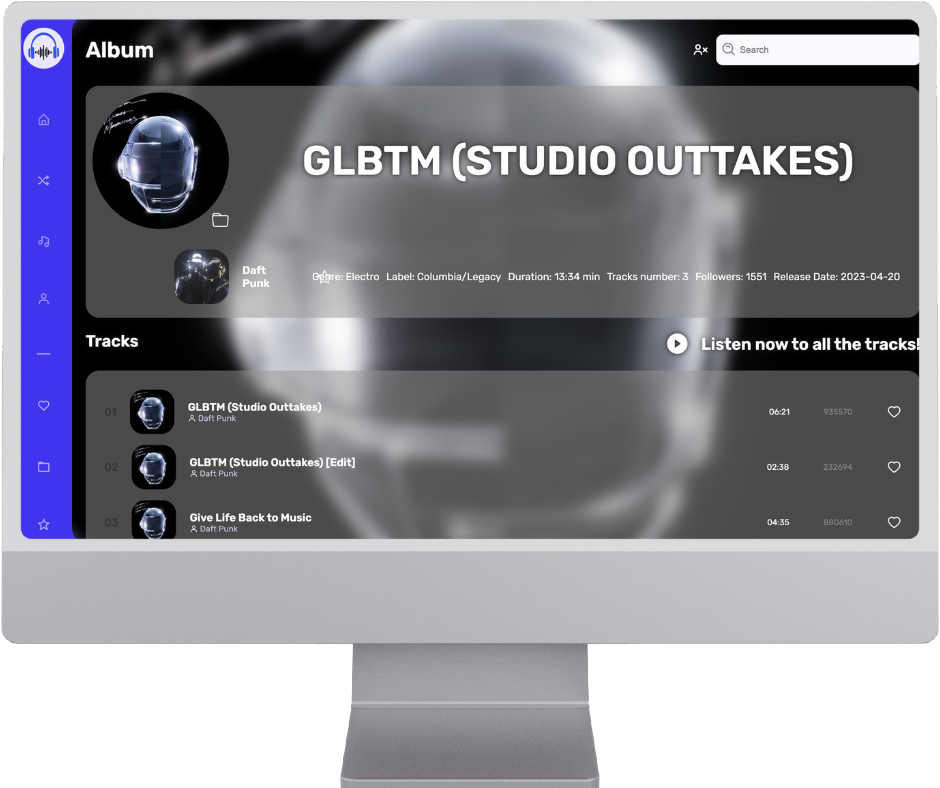 Album
Search
GLBTM (STUDIO OUTTAKES)
Daft
Punk
Genre: Electro Label: Columbia/Legacy Duration: 13:34 min Tracks number: 3 Followers: 1551 Release Date: 2023-04-20
Tracks
Listen now to all the tracks!
01 GLBTM (Studio Outtakes) 06:21 935570
Daft Punk
02 GLBTM (Studio Outtakes) [Edit] 02:38 232694
Daft Punk
03 Give Life Back to Music 04:35 880610
Daft Punk